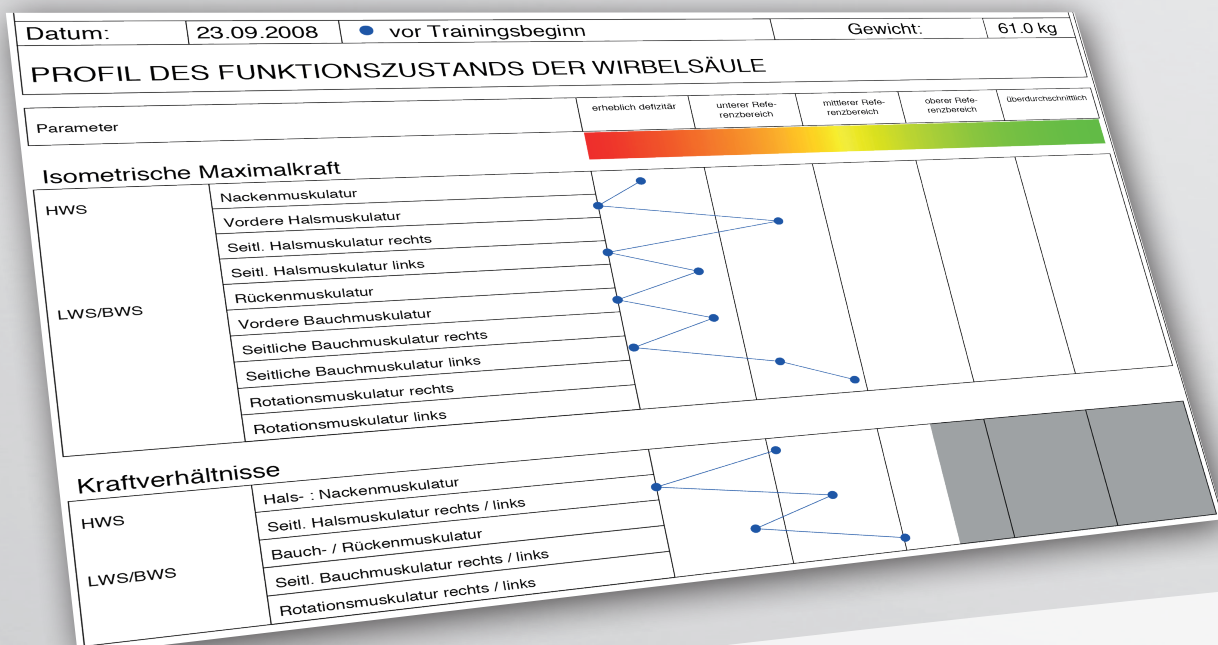 Datum: 23.09.2008 vor Trainingsbeginn Gewicht: 61.0 kg
PROFIL DES FUNKTIONSZUSTANDS DER WIRBELSÄULE
Parameter
erheblich defizitär
unterer Refe-
renzbereich
mittlerer Refe-
renzbereich
oberer Refe-
renzbereich
überdurchschnittlich
Isometrische Maximalkraft
HWS
Nackenmuskulatur
Vordere Halsmuskulatur
Seitl. Halsmuskulatur rechts
Seitl. Halsmuskulatur links
LWS/BWS
Rückenmuskulatur
Vordere Bauchmuskulatur
Seitliche Bauchmuskulatur rechts
Seitliche Bauchmuskulatur links
Rotationsmuskulatur rechts
Rotationsmuskulatur links
Kraftverhältnisse
HWS
Hals- : Nackenmuskulatur
Seitl. Halsmuskulatur rechts / links
LWS/BWS
Bauch- / Rückenmuskulatur
Seitl. Bauchmuskulatur rechts / links
Rotationsmuskulatur rechts / links